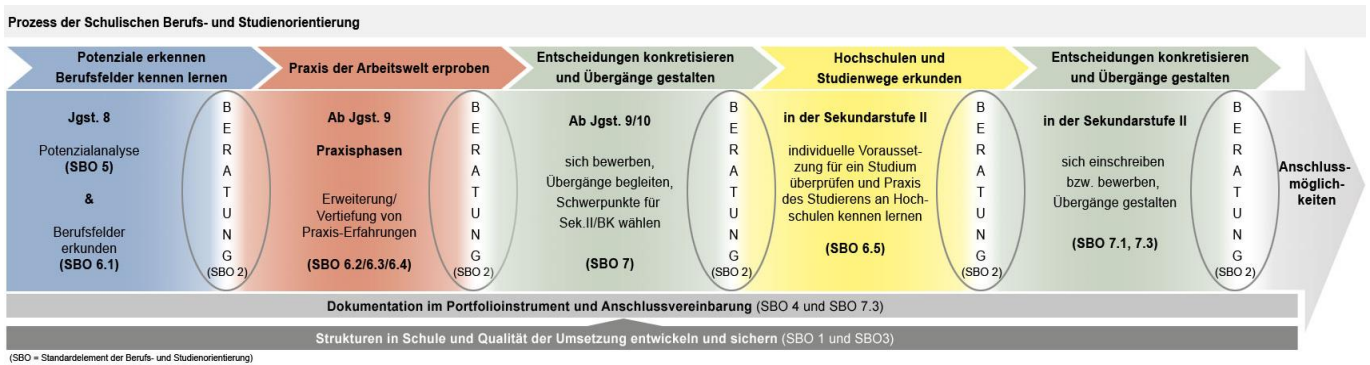 Prozess der Schulischen Berufs- und Studienorientierung
Potenziale erkennen
Berufsfelder kennen lernen
Praxis der Arbeitswelt erproben
Entscheidungen konkretisieren
und Übergänge gestalten
Hochschulen und
Studienwege erkunden
Entscheidungen konkretisieren
und Übergänge gestalten
Jgst. 8
Potenzialanalyse
(SBO 5)
&
Berufsfelder
erkunden
(SBO 6.1)
BERATUNG
(SBO 2)
Ab Jgst. 9
Praxisphasen
Erweiterung/
Vertiefung von
Praxis-Erfahrungen
(SBO 6.2/6.3/6.4)
BERATUNG
(SBO 2)
Ab Jgst. 9/10
sich bewerben,
Übergänge begleiten,
Schwerpunkte für
Sek.II/BK wählen
(SBO 7)
BERATUNG
(SBO 2)
in der Sekundarstufe II
individuelle Vorausset-
zung für ein Studium
überprüfen und Praxis
des Studierens an Hoch-
schulen kennen lernen
(SBO 6.5)
BERATUNG
(SBO 2)
in der Sekundarstufe II
sich einschreiben
bzw. bewerben,
Übergänge gestalten
(SBO 7.1, 7.3)
BERATUNG
(SBO 2)
Anschluss-
möglich-
keiten
Dokumentation im Portfolioinstrument und Anschlussvereinbarung (SBO 4 und SBO 7.3)
Strukturen in Schule und Qualität der Umsetzung entwickeln und sichern (SBO 1 und SBO3)
(SBO = Standardelement der Berufs- und Studienorientierung)